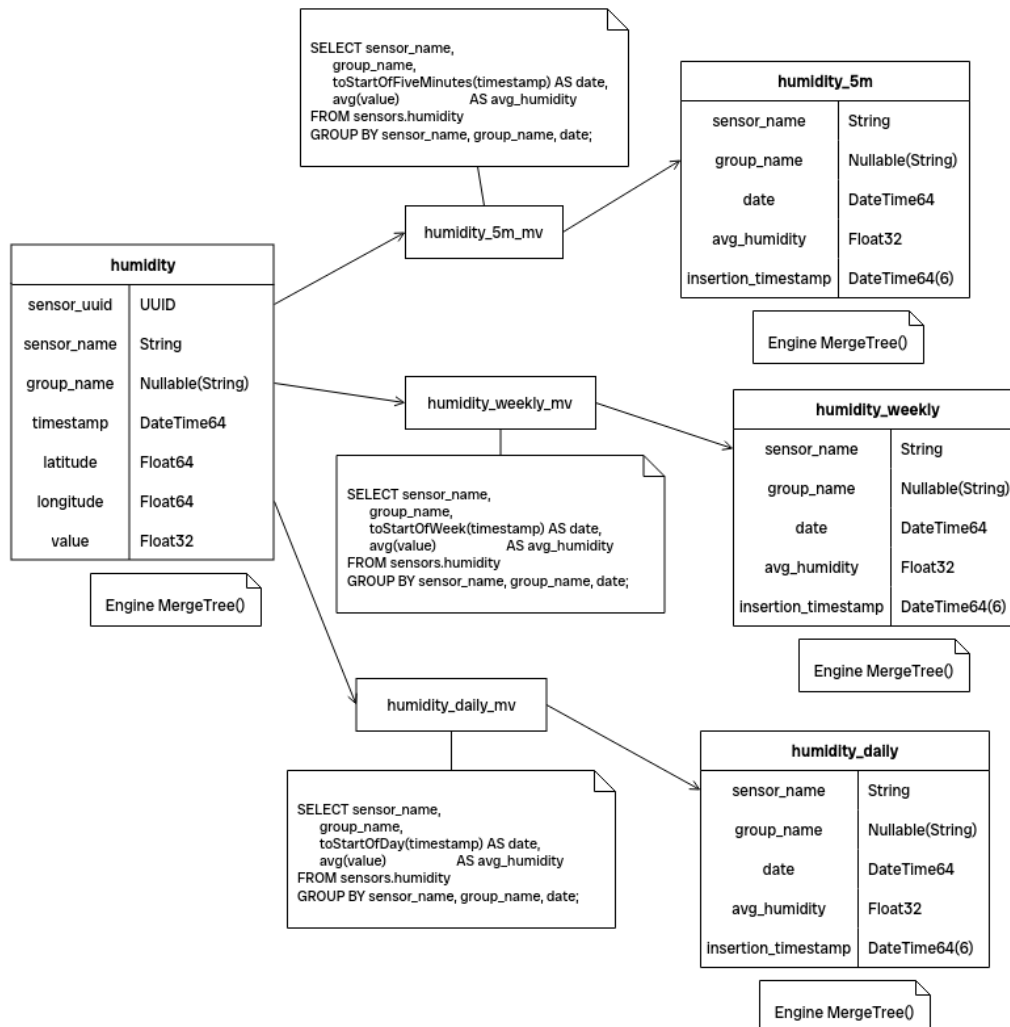 SELECT sensor_name,
group_name,
toStartOfFiveMinutes(timestamp) AS date,
avg(value) AS avg_humidity
FROM sensors.humidity
GROUP BY sensor_name, group_name, date;
humidity_5m_mv
humidity_5m
sensor_name String
group_name Nullable(String)
date DateTime64
avg_humidity Float32
insertion_timestamp DateTime64(6)
Engine MergeTree()
humidity
sensor_uuid UUID
sensor_name String
group_name Nullable(String)
timestamp DateTime64
latitude Float64
longitude Float64
value Float32
Engine MergeTree()
humidity_weekly_mv
SELECT sensor_name,
group_name,
toStartOfWeek(timestamp) AS date,
avg(value) AS avg_humidity
FROM sensors.humidity
GROUP BY sensor_name, group_name, date;
humidity_weekly
sensor_name String
group_name Nullable(String)
date DateTime64
avg_humidity Float32
insertion_timestamp DateTime64(6)
Engine MergeTree()
humidity_daily_mv
SELECT sensor_name,
group_name,
toStartOfDay(timestamp) AS date,
avg(value) AS avg_humidity
FROM sensors.humidity
GROUP BY sensor_name, group_name, date;
humidity_daily
sensor_name String
group_name Nullable(String)
date DateTime64
avg_humidity Float32
insertion_timestamp DateTime64(6)
Engine MergeTree()